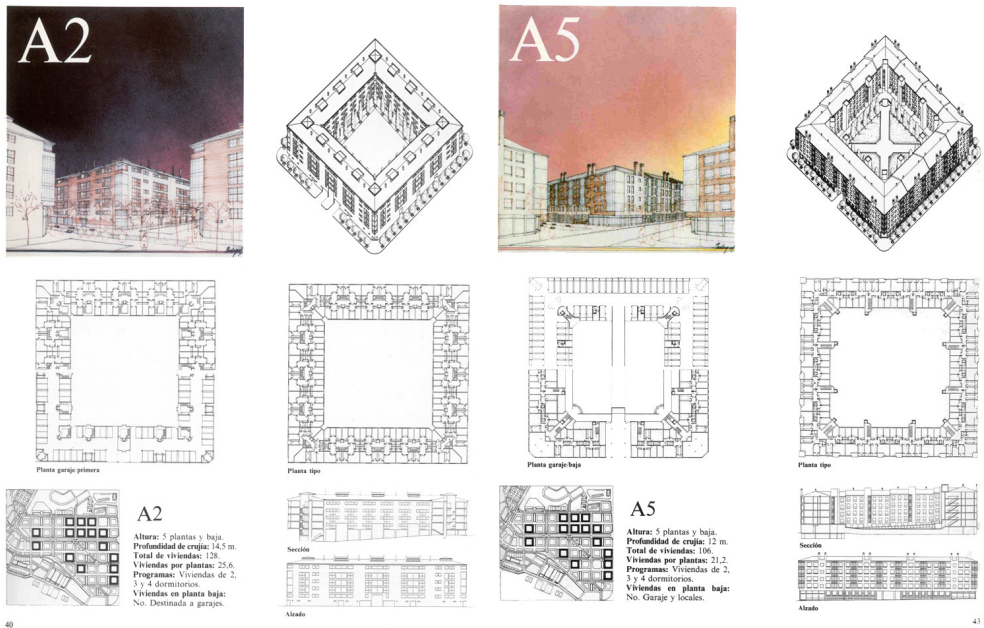 A2
Planta garaje primera
Planta tipo
A2
Altura: 5 plantas y baja.
Profundidad de crujía: 14,5 m.
Total de viviendas: 128.
Viviendas por plantas: 25,6.
Programas: Viviendas de 2,
3 y 4 dormitorios.
Viviendas en planta baja:
No. Destinada a garajes.
Sección
Alzado
40
A5
Planta garaje/baja
Planta tipo
A5
Altura: 5 plantas y baja.
Profundidad de crujía: 12 m.
Total de viviendas: 106.
Viviendas por plantas: 21,2.
Programas: Viviendas de 2,
3 y 4 dormitorios.
Viviendas en planta baja:
No. Garaje y locales.
Sección
Alzado
43